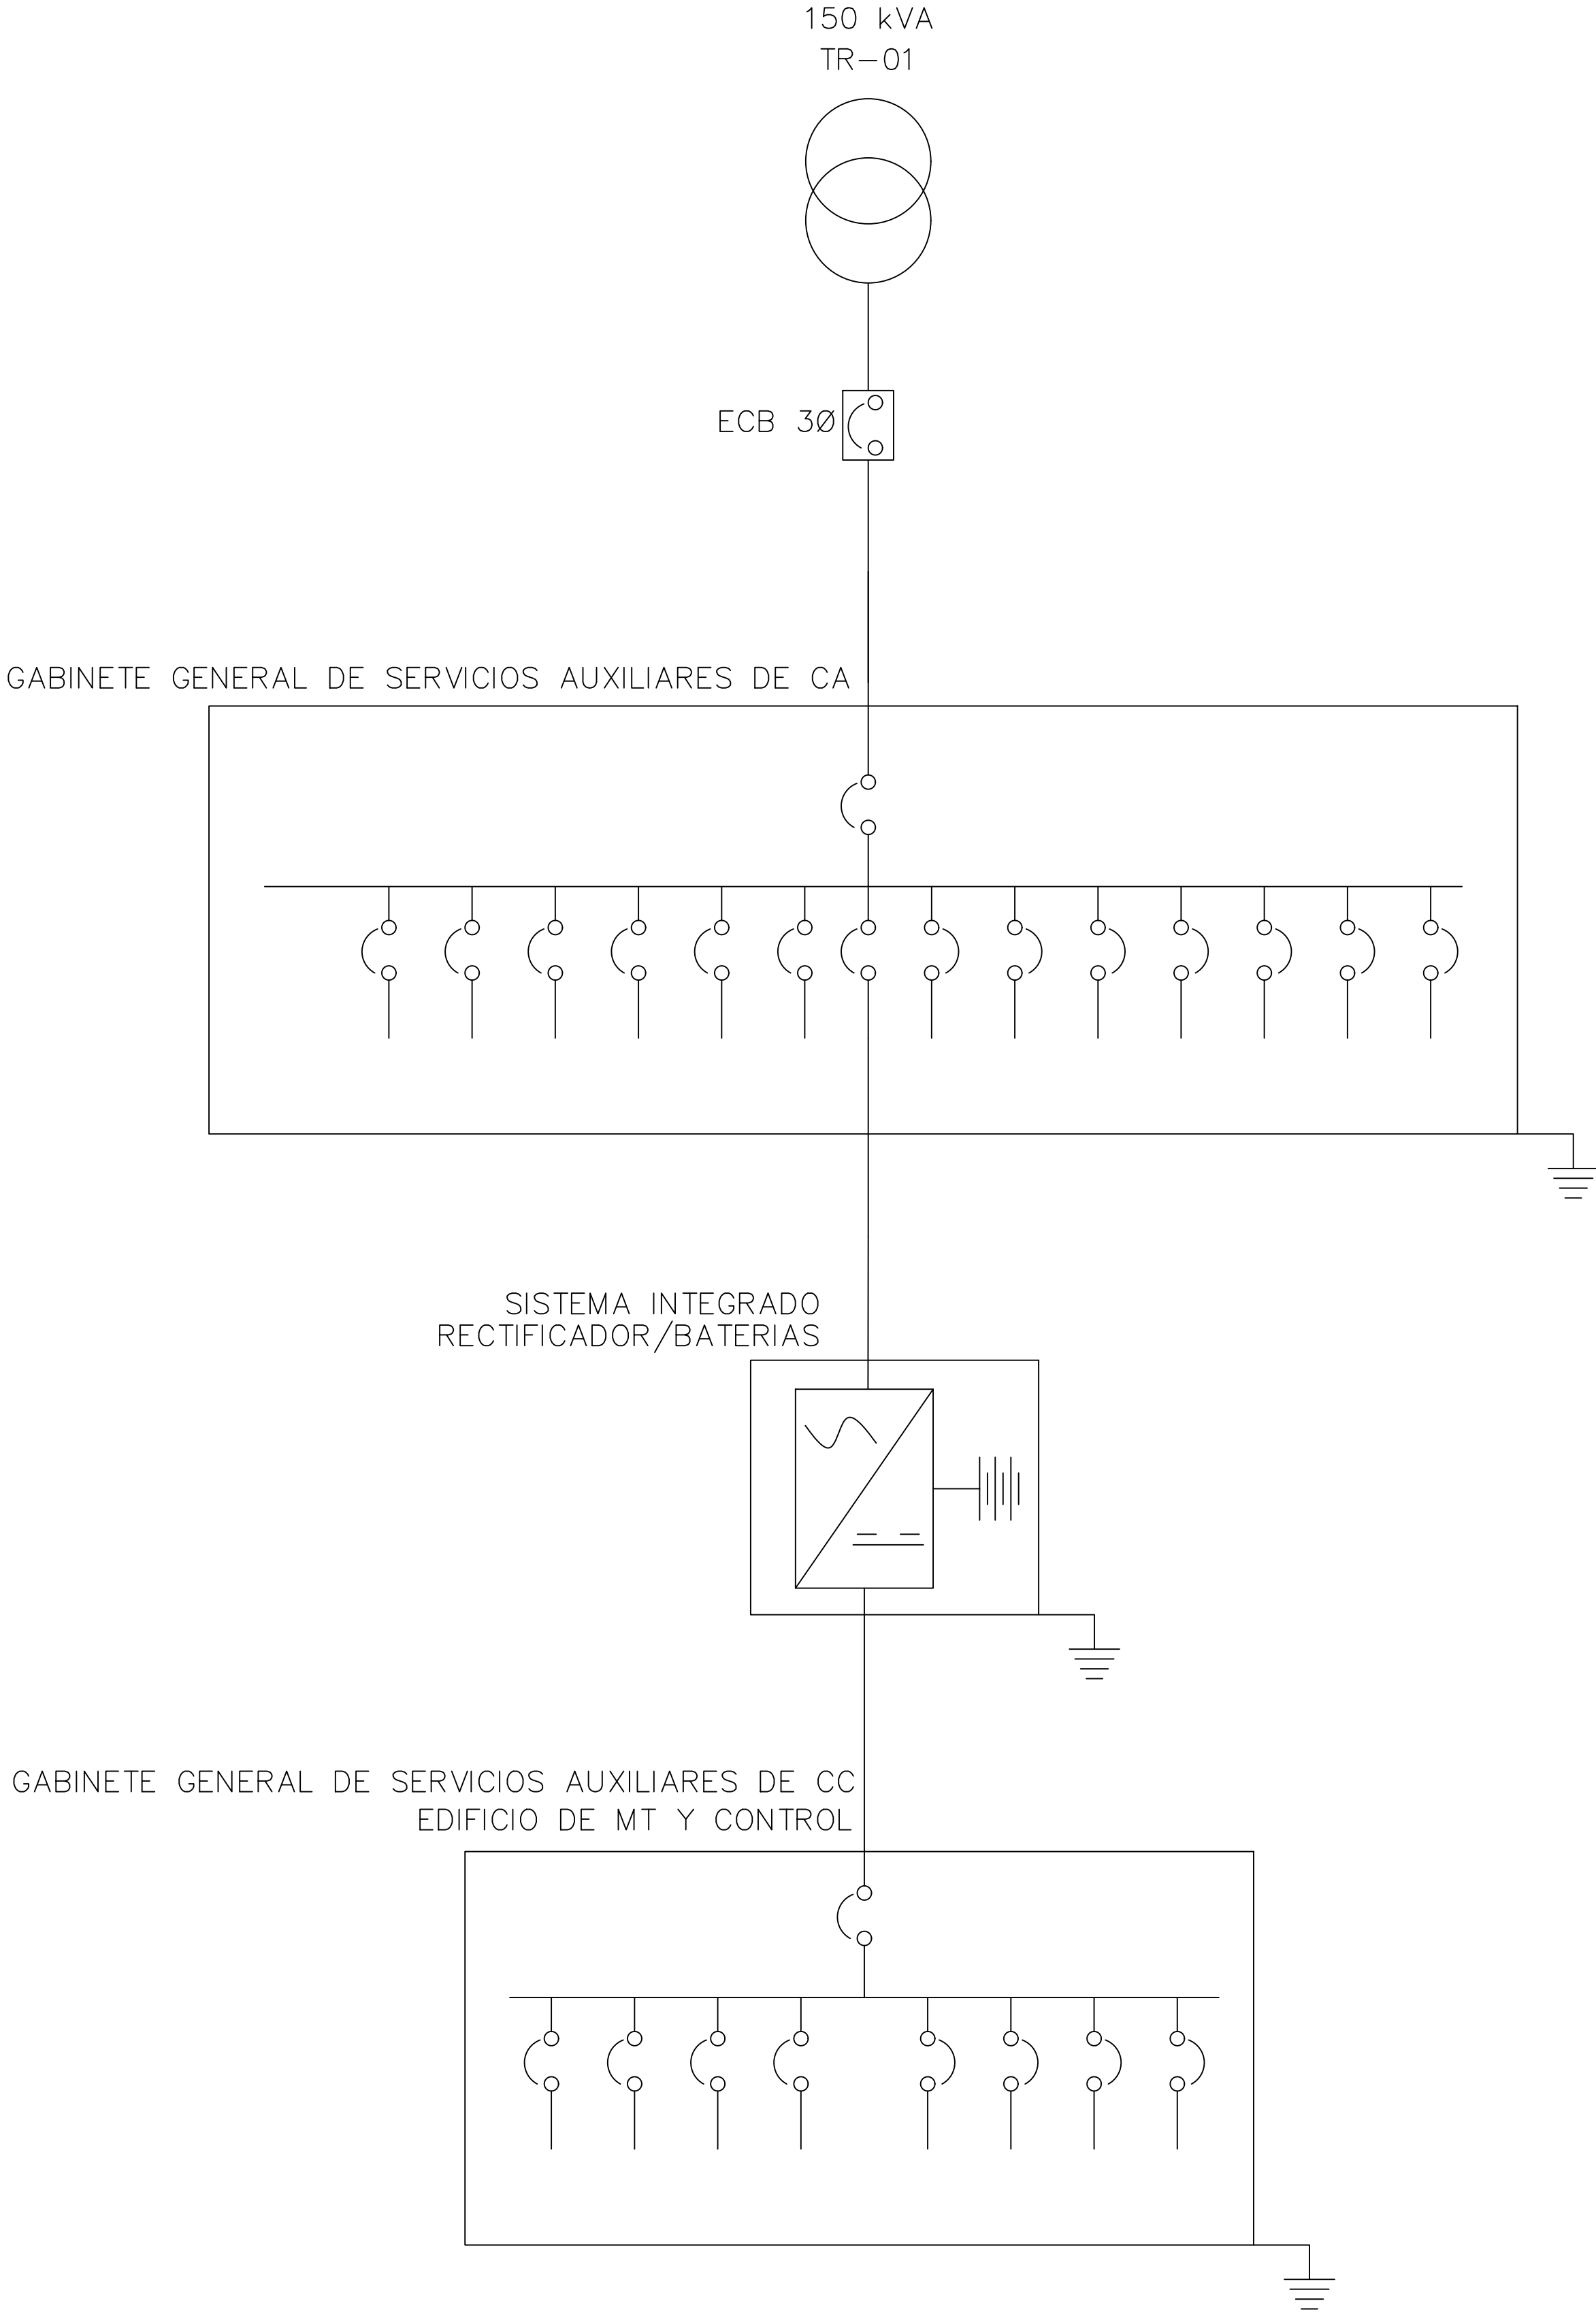 150 kVA
TR-01
ECB 3Ø
GABINETE GENERAL DE SERVICIOS AUXILIARES DE CA
SISTEMA INTEGRADO
RECTIFICADOR/BATERIAS
GABINETE GENERAL DE SERVICIOS AUXILIARES DE CC
EDIFICIO DE MT Y CONTROL